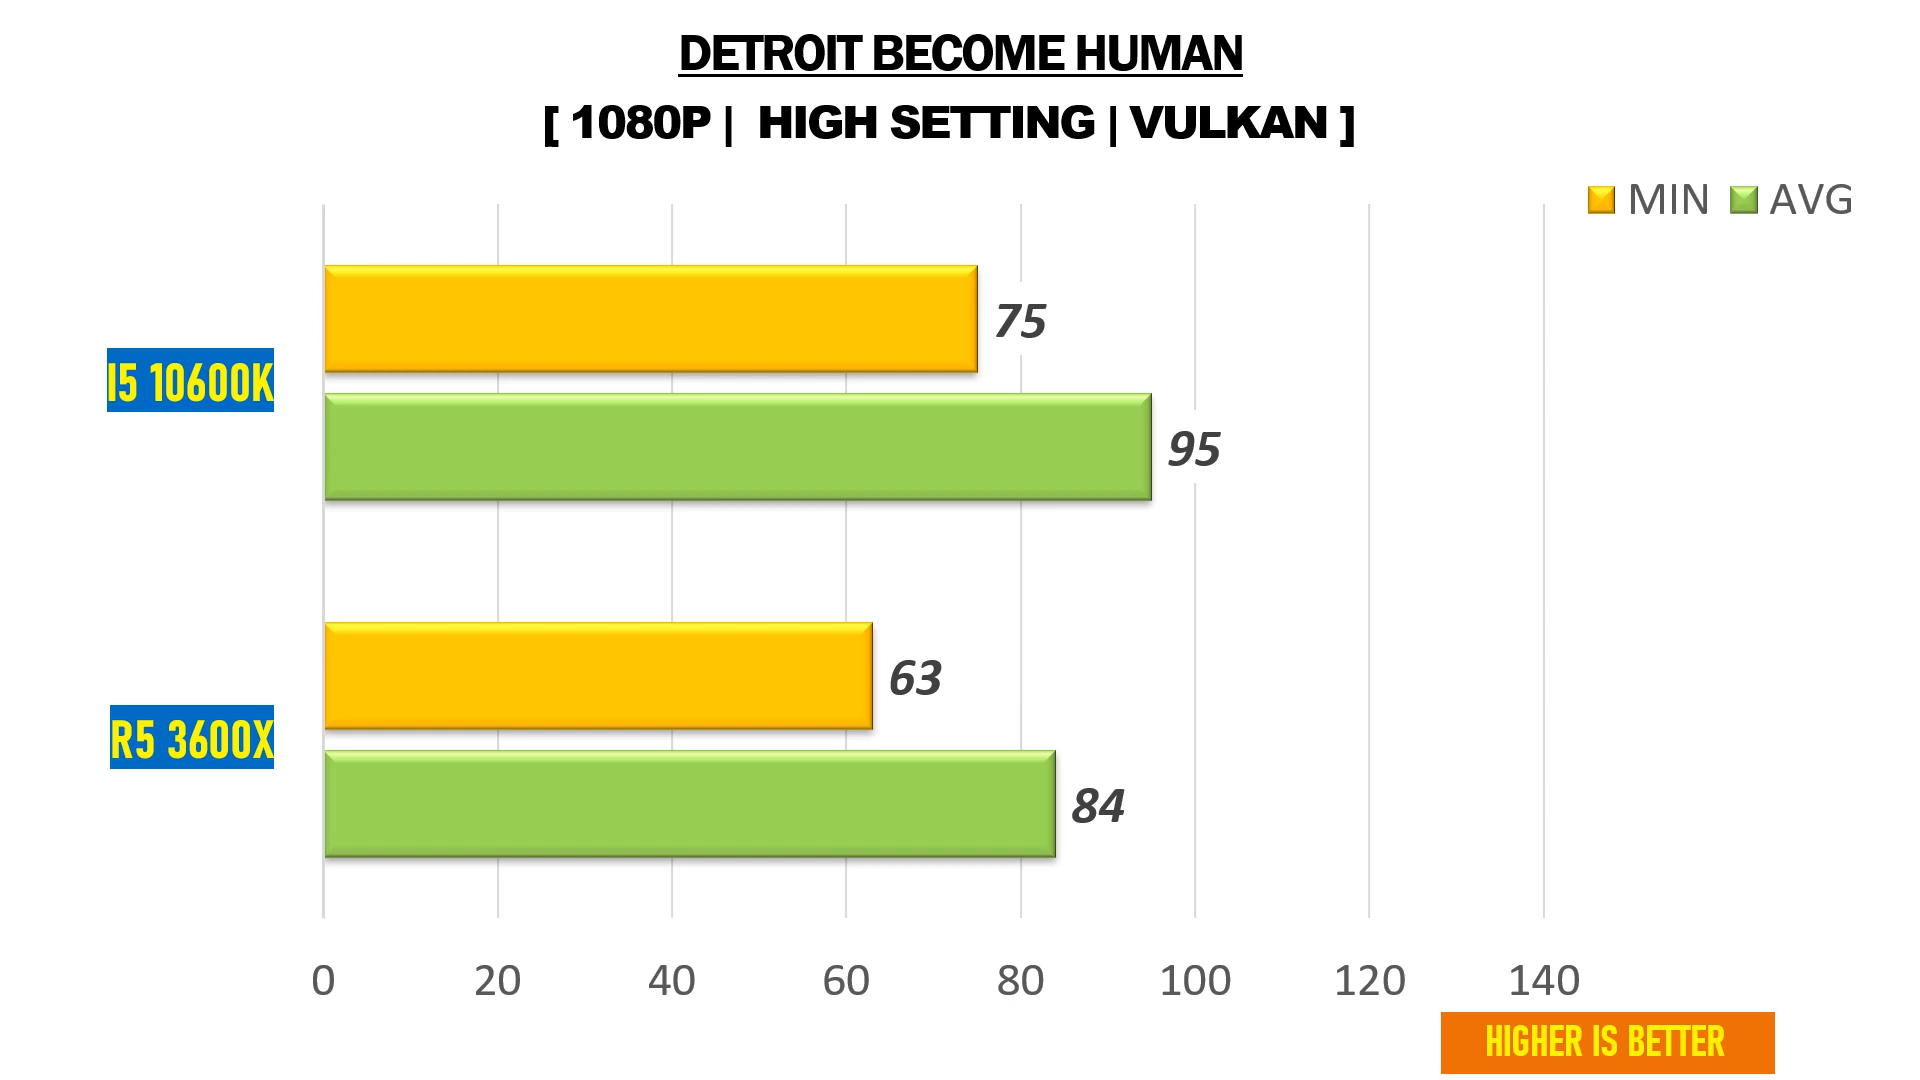 DETROIT BECOME HUMAN
[ 1080P | HIGH SETTING | VULKAN ]
MIN AVG
75
I5 10600K
95
63
R5 3600X
84
0 20 40 60 80 100 120 140
HIGHER IS BETTER